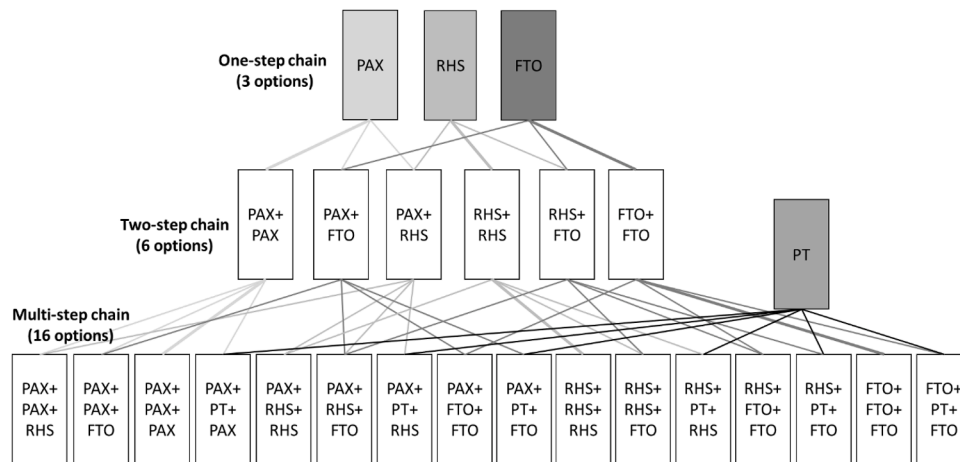 One-step chain
(3 options)
PAX
RHS
FTO
Two-step chain
(6 options)
PAX+
PAX
PAX+
FTO
PAX+
RHS
RHS+
RHS
RHS+
FTO
FTO+
FTO
PT
Multi-step chain
(16 options)
PAX+
PAX+
RHS
PAX+
PAX+
FTO
PAX+
PAX+
PAX
PAX+
PT+
PAX
PAX+
RHS+
RHS
PAX+
RHS+
FTO
PAX+
PT+
RHS
PAX+
FTO+
FTO
PAX+
PT+
FTO
RHS+
RHS+
RHS
RHS+
RHS+
FTO
RHS+
PT+
RHS
RHS+
FTO+
FTO
RHS+
PT+
FTO
FTO+
FTO+
FTO
FTO+
PT+
FTO